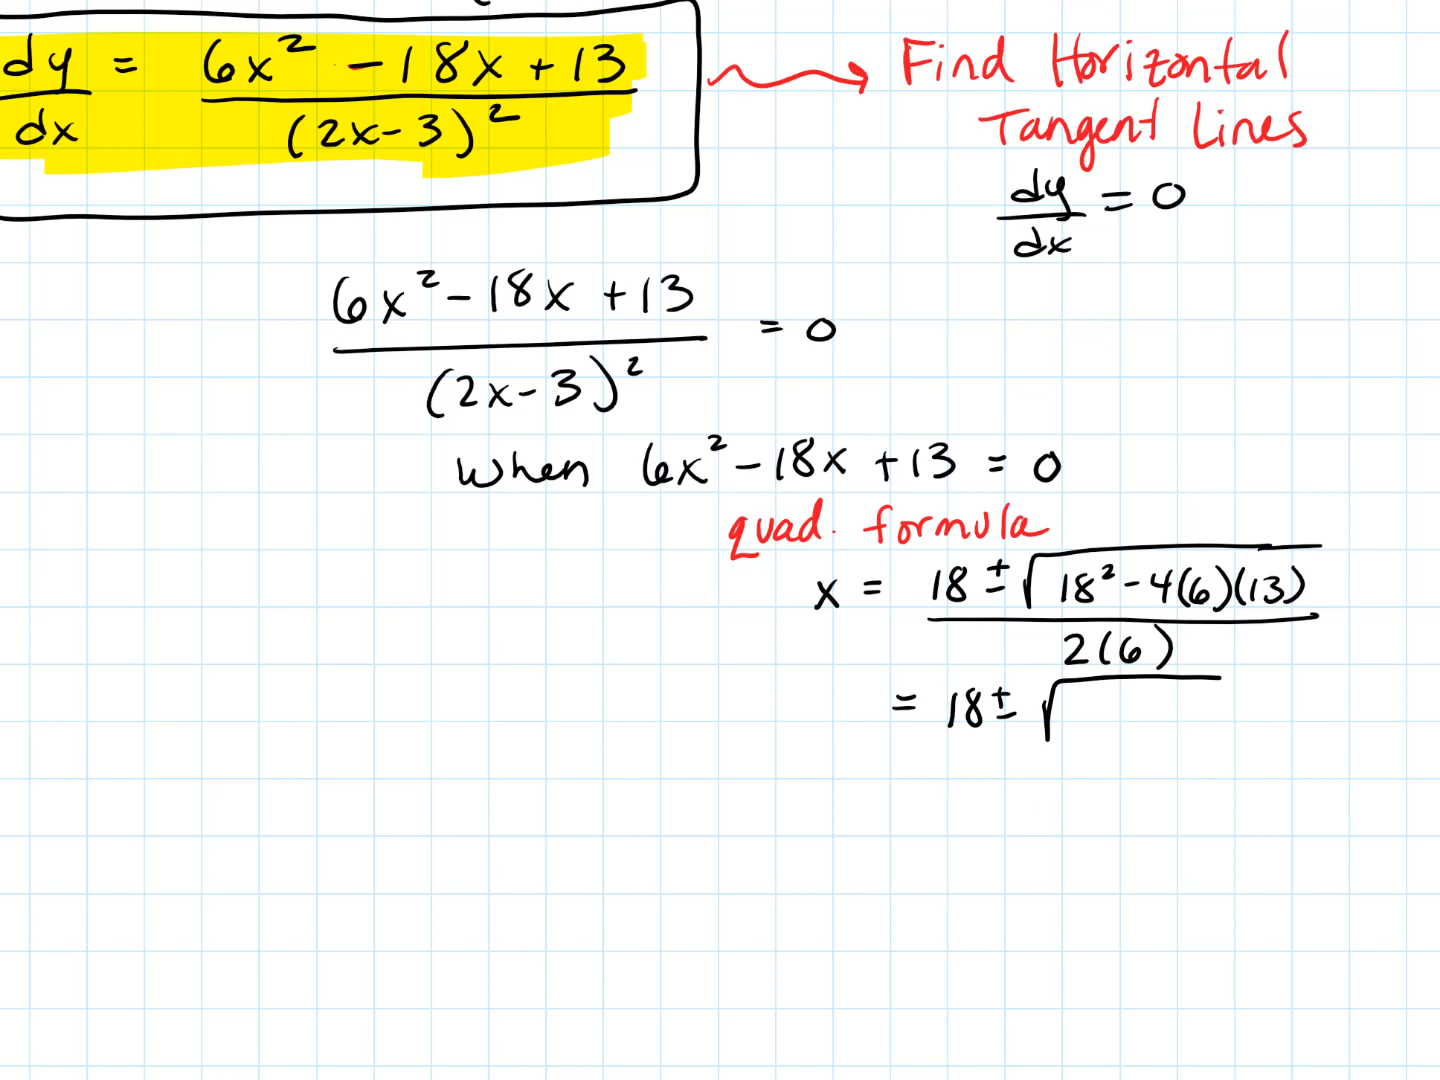 dy/dx = (6x² - 18x + 13)/(2x-3)²
Find Horizontal
Tangent Lines
dy/dx = 0
(6x² - 18x + 13)/(2x-3)² = 0
when 6x² - 18x + 13 = 0
quad. formula
x = (18 ± √(18² - 4(6)(13)))/2(6)
= 18 ± √